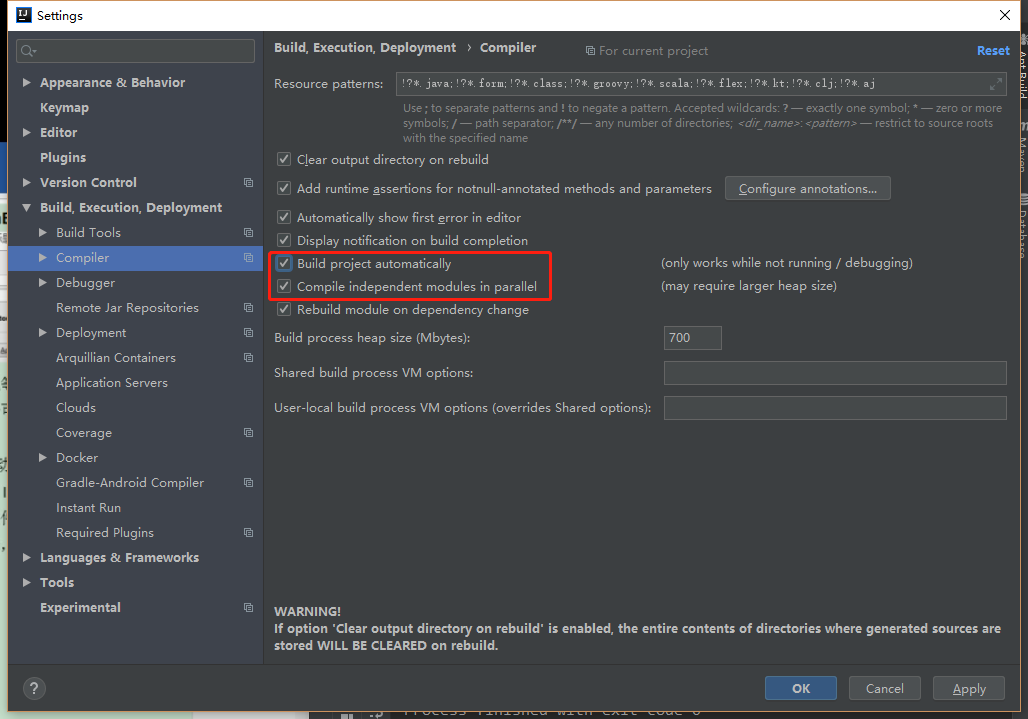 Settings
Build, Execution, Deployment › Compiler
For current project
Reset
Appearance & Behavior
Keymap
Editor
Plugins
Version Control
Build, Execution, Deployment
Build Tools
Compiler
Debugger
Remote Jar Repositories
Deployment
Arquillian Containers
Application Servers
Clouds
Coverage
Docker
Gradle-Android Compiler
Instant Run
Required Plugins
Languages & Frameworks
Tools
Experimental
Resource patterns: !?*.java;!?*.form;!?*.class;!?*.groovy;!?*.scala;!?*.flex;!?*.kt;!?*.clj;!?*.aj
Use ; to separate patterns and ! to negate a pattern. Accepted wildcards: ? — exactly one symbol; * — zero or more
symbols; / — path separator; /**/ — any number of directories; <dir_name>:<pattern> — restrict to source roots
with the specified name
Clear output directory on rebuild
Add runtime assertions for notnull-annotated methods and parameters
Configure annotations...
Automatically show first error in editor
Display notification on build completion
Build project automatically (only works while not running / debugging)
Compile independent modules in parallel (may require larger heap size)
Rebuild module on dependency change
Build process heap size (Mbytes): 700
Shared build process VM options:
User-local build process VM options (overrides Shared options):
WARNING!
If option 'Clear output directory on rebuild' is enabled, the entire contents of directories where generated sources are
stored WILL BE CLEARED on rebuild.
?
OK
Cancel
Apply
Maven
Database